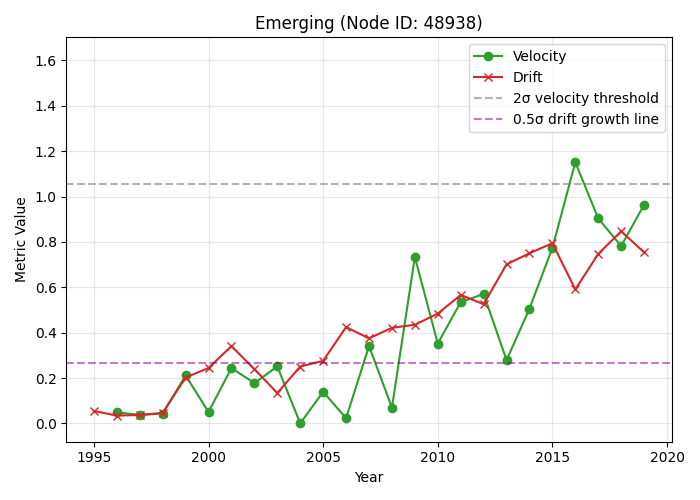 Emerging (Node ID: 48938)
Velocity
Drift
2σ velocity threshold
0.5σ drift growth line
Metric Value
1.6
1.4
1.2
1.0
0.8
0.6
0.4
0.2
0.0
1995 2000 2005 2010 2015 2020
Year